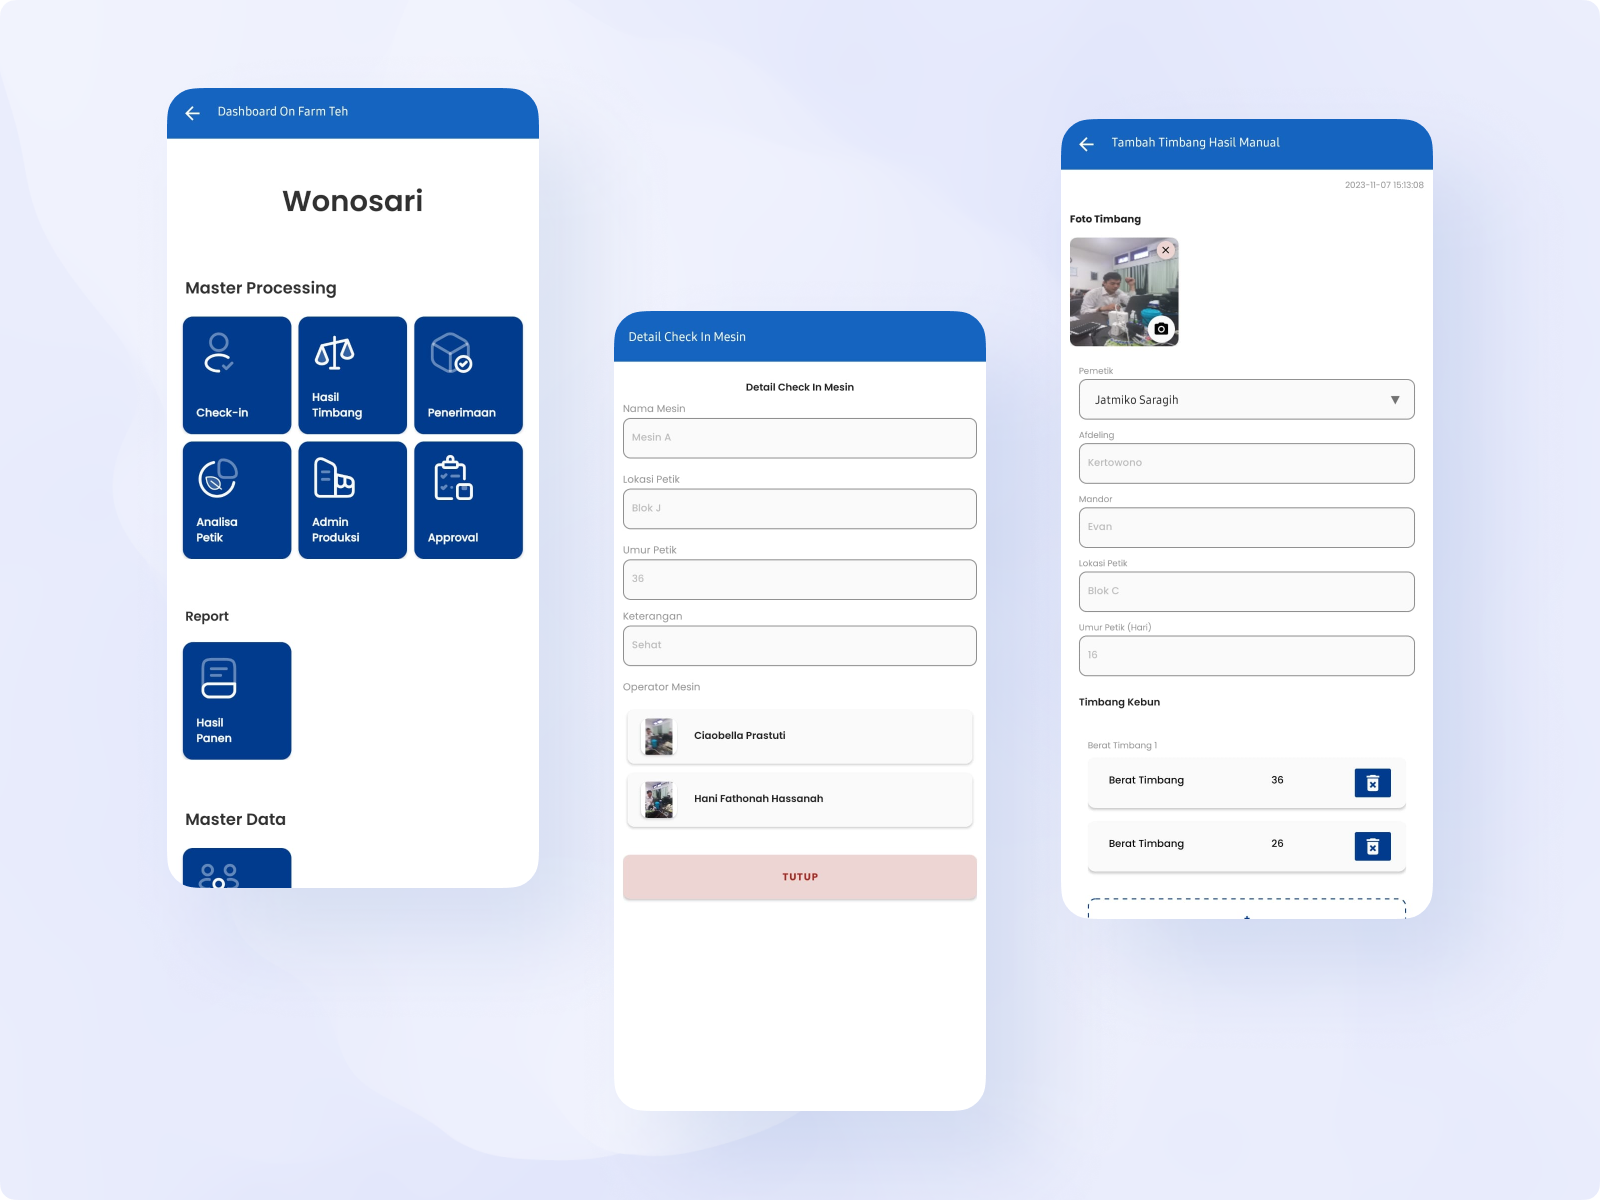 Dashboard On Farm Teh
Wonosari
Master Processing
Check-in
Hasil
Timbang
Penerimaan
Analisa
Petik
Admin
Produksi
Approval
Report
Hasil
Panen
Master Data
Detail Check In Mesin
Detail Check In Mesin
Nama Mesin
Mesin A
Lokasi Petik
Blok J
Umur Petik
36
Keterangan
Sehat
Operator Mesin
Ciaobella Prastuti
Hani Fathonah Hassanah
TUTUP
Tambah Timbang Hasil Manual
2023-11-07 15:13:08
Foto Timbang
Pemetik
Jatmiko Saragih
Afdeling
Kertowono
Mandor
Evan
Lokasi Petik
Blok C
Umur Petik (Hari)
16
Timbang Kebun
Berat Timbang 1
Berat Timbang 36
Berat Timbang 26